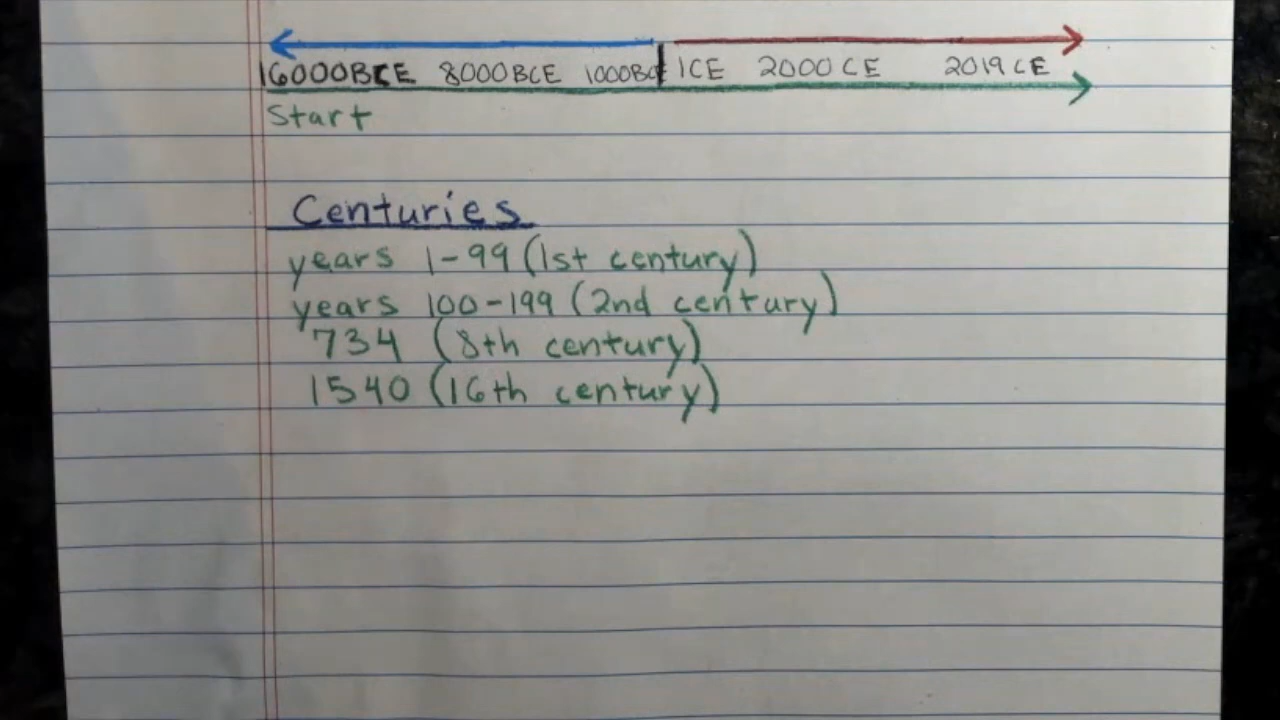 16000BCE 8000BCE 1000BCE 1CE 2000CE 2019CE
Start
Centuries
years 1-99 (1st century)
years 100-199 (2nd century)
734 (8th century)
1540 (16th century)